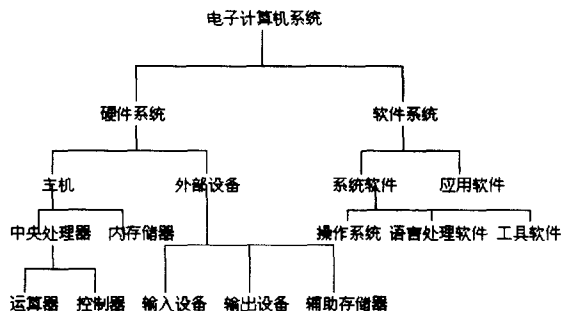 电子计算机系统
硬件系统 软件系统
主机 外部设备 系统软件 应用软件
中央处理器 内存储器 操作系统 语言处理软件 工具软件
运算器 控制器 输入设备 输出设备 辅助存储器